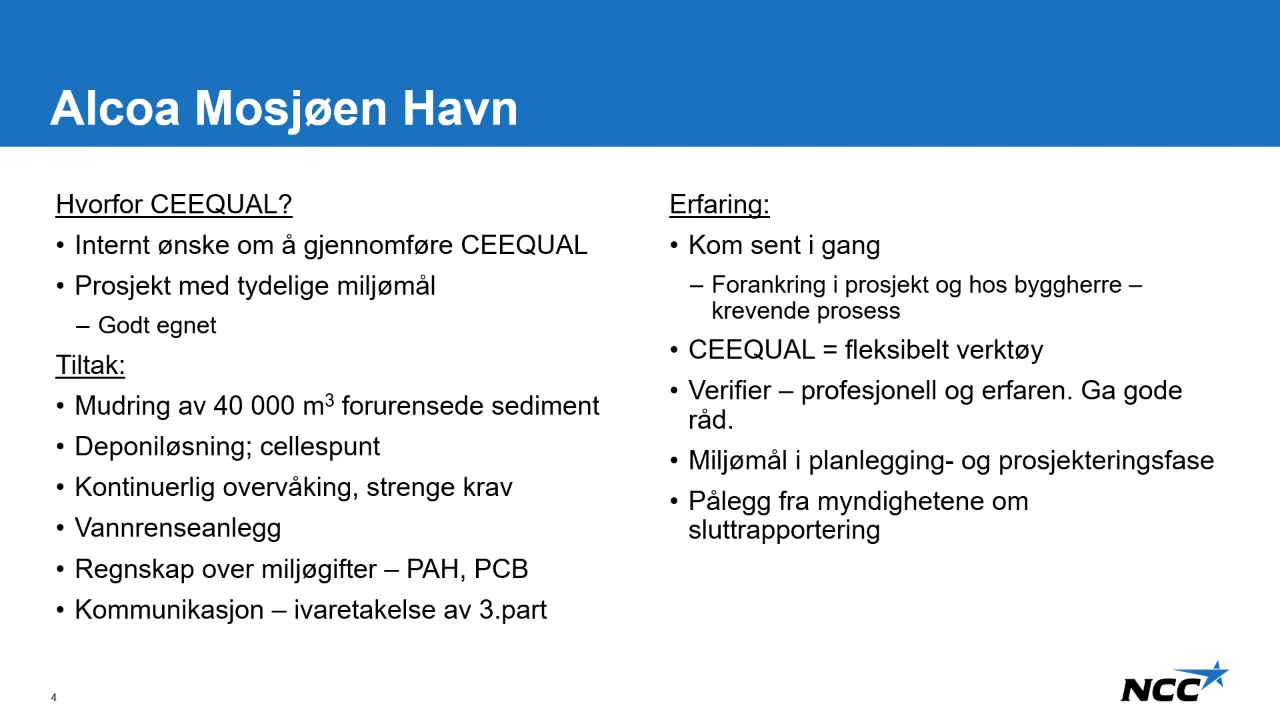 Alcoa Mosjøen Havn
Hvorfor CEEQUAL?
• Internt ønske om å gjennomføre CEEQUAL
• Prosjekt med tydelige miljømål
– Godt egnet
Tiltak:
• Mudring av 40 000 m³ forurensede sediment
• Deponiløsning; cellespunt
• Kontinuerlig overvåking, strenge krav
• Vannrenseanlegg
• Regnskap over miljøgifter – PAH, PCB
• Kommunikasjon – ivaretakelse av 3.part
Erfaring:
• Kom sent i gang
– Forankring i prosjekt og hos byggherre –
krevende prosess
• CEEQUAL = fleksibelt verktøy
• Verifier – profesjonell og erfaren. Ga gode
råd.
• Miljømål i planlegging- og prosjekteringsfase
• Pålegg fra myndighetene om
sluttrapportering
4
NCC